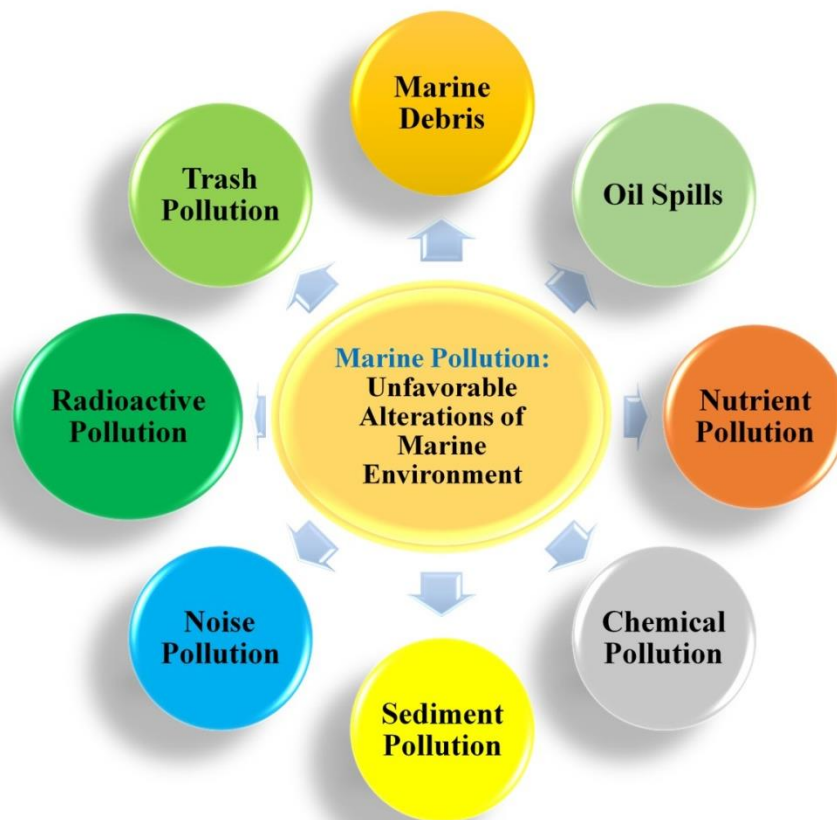 Marine
Debris
Oil Spills
Nutrient
Pollution
Chemical
Pollution
Sediment
Pollution
Noise
Pollution
Radioactive
Pollution
Trash
Pollution
Marine Pollution:
Unfavorable
Alterations of
Marine
Environment